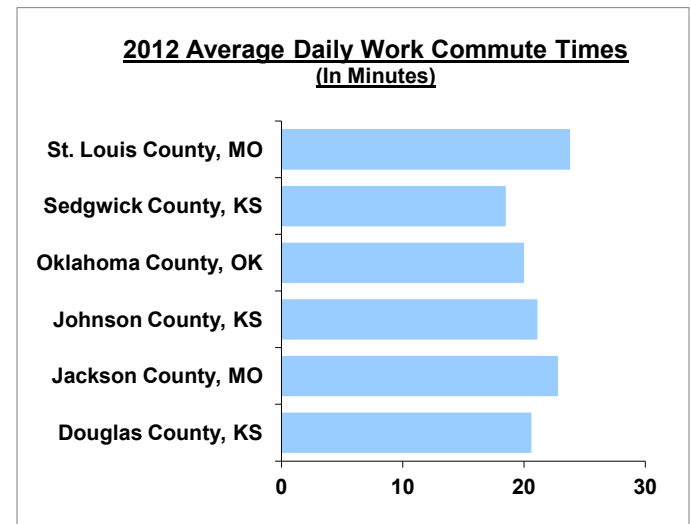 2012 Average Daily Work Commute Times
(In Minutes)
St. Louis County, MO
Sedgwick County, KS
Oklahoma County, OK
Johnson County, KS
Jackson County, MO
Douglas County, KS
0 10 20 30